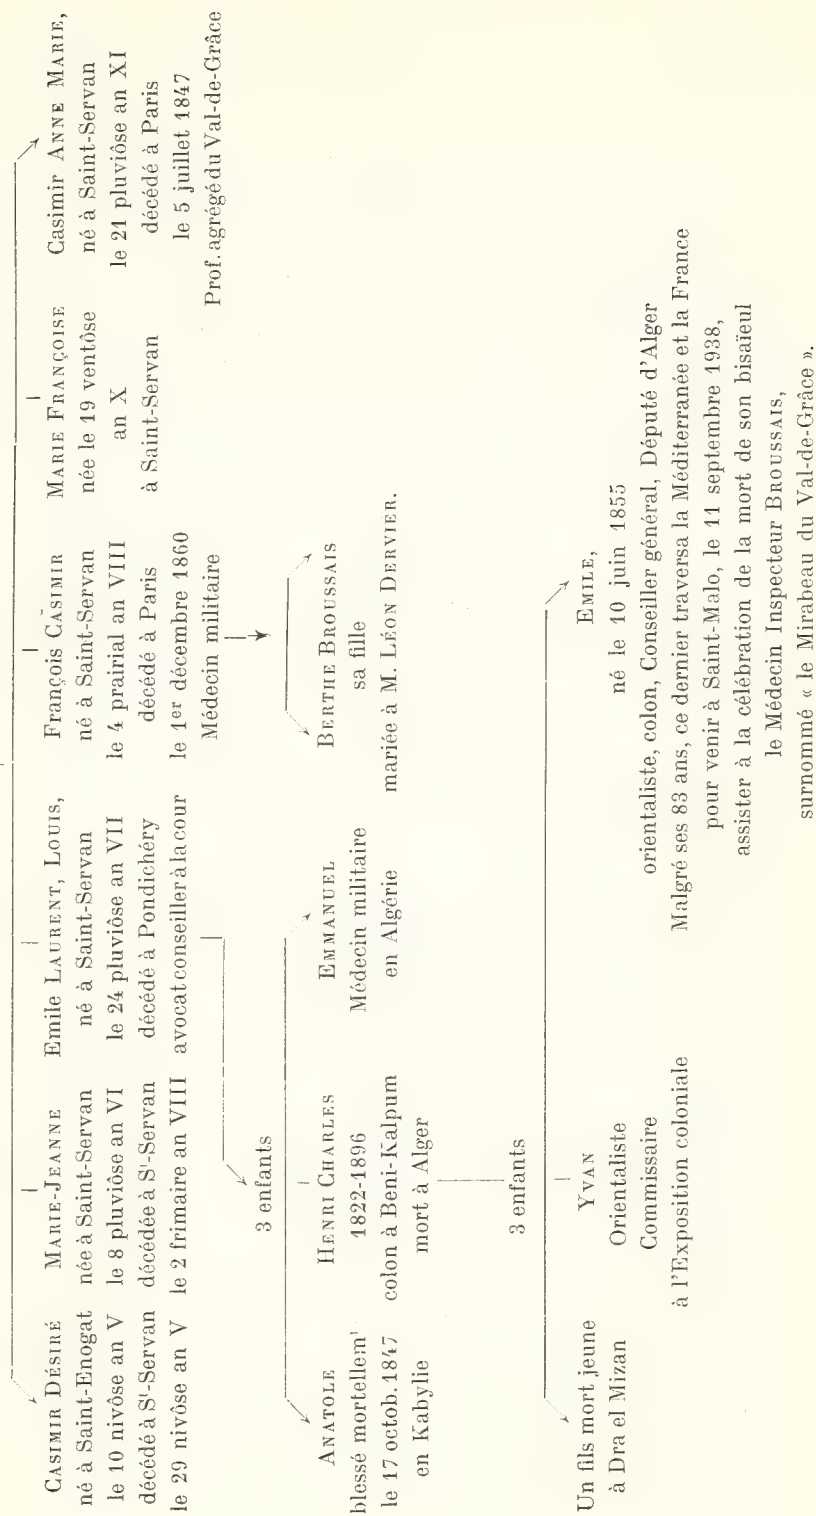 CASIMIR DÉSIRÉ
né à Saint-Enogat
le 10 nivôse an V
décédé à St-Servan
le 29 nivôse an V
MARIE-JEANNE
née à Saint-Servan
le 8 pluviôse an VI
décédée à St-Servan
le 2 frimaire an VIII
Emile LAURENT, LOUIS,
né à Saint-Servan
le 24 pluviôse an VII
décédé à Pondichéry
avocat conseiller à la cour
François CASIMIR
né à Saint-Servan
le 4 prairial an VIII
décédé à Paris
le 1er décembre 1860
Médecin militaire
MARIE FRANÇOISE
née le 19 ventôse
an X
à Saint-Servan
Casimir ANNE MARIE,
né à Saint-Servan
le 21 pluviôse an XI
décédé à Paris
le 5 juillet 1847
Prof. agrégé du Val-de-Grâce
3 enfants
ANATOLE
blessé mortellemt
le 17 octob. 1847
en Kabylie
HENRI CHARLES
1822-1896
colon à Beni-Kalpum
mort à Alger
EMMANUEL
Médecin militaire
en Algérie
BERTHE BROUSSAIS
sa fille
mariée à M. LÉON DERVIER.
3 enfants
Un fils mort jeune
à Dra el Mizan
YVAN
Orientaliste
Commissaire
à l'Exposition coloniale
EMILE,
né le 10 juin 1855
orientaliste, colon, Conseiller général, Député d'Alger
Malgré ses 83 ans, ce dernier traversa la Méditerranée et la France
pour venir à Saint-Malo, le 11 septembre 1938,
assister à la célébration de la mort de son bisaïeul
le Médecin Inspecteur BROUSSAIS,
surnommé « le Mirabeau du Val-de-Grâce ».